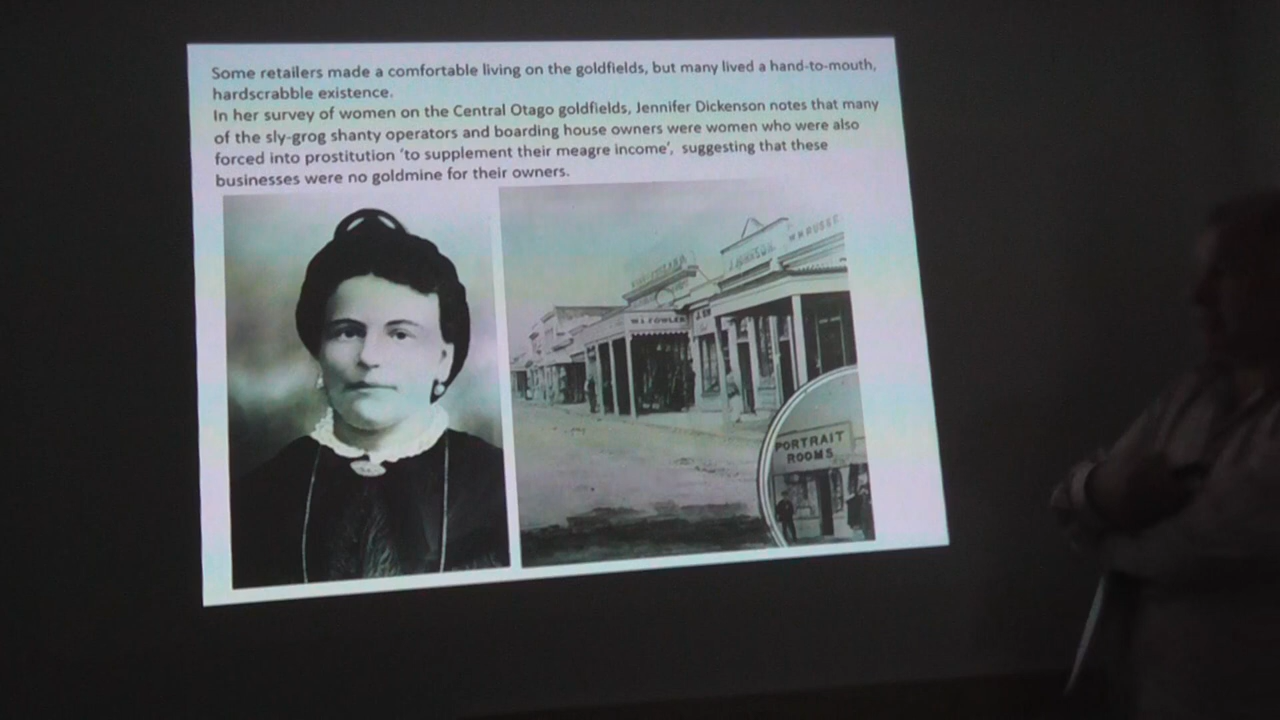 Some retailers made a comfortable living on the goldfields, but many lived a hand-to-mouth,
hardscrabble existence.
In her survey of women on the Central Otago goldfields, Jennifer Dickenson notes that many
of the sly-grog shanty operators and boarding house owners were women who were also
forced into prostitution 'to supplement their meagre income', suggesting that these
businesses were no goldmine for their owners.
J. JOHNSON
W. J. FOWLER
PORTRAIT
ROOMS